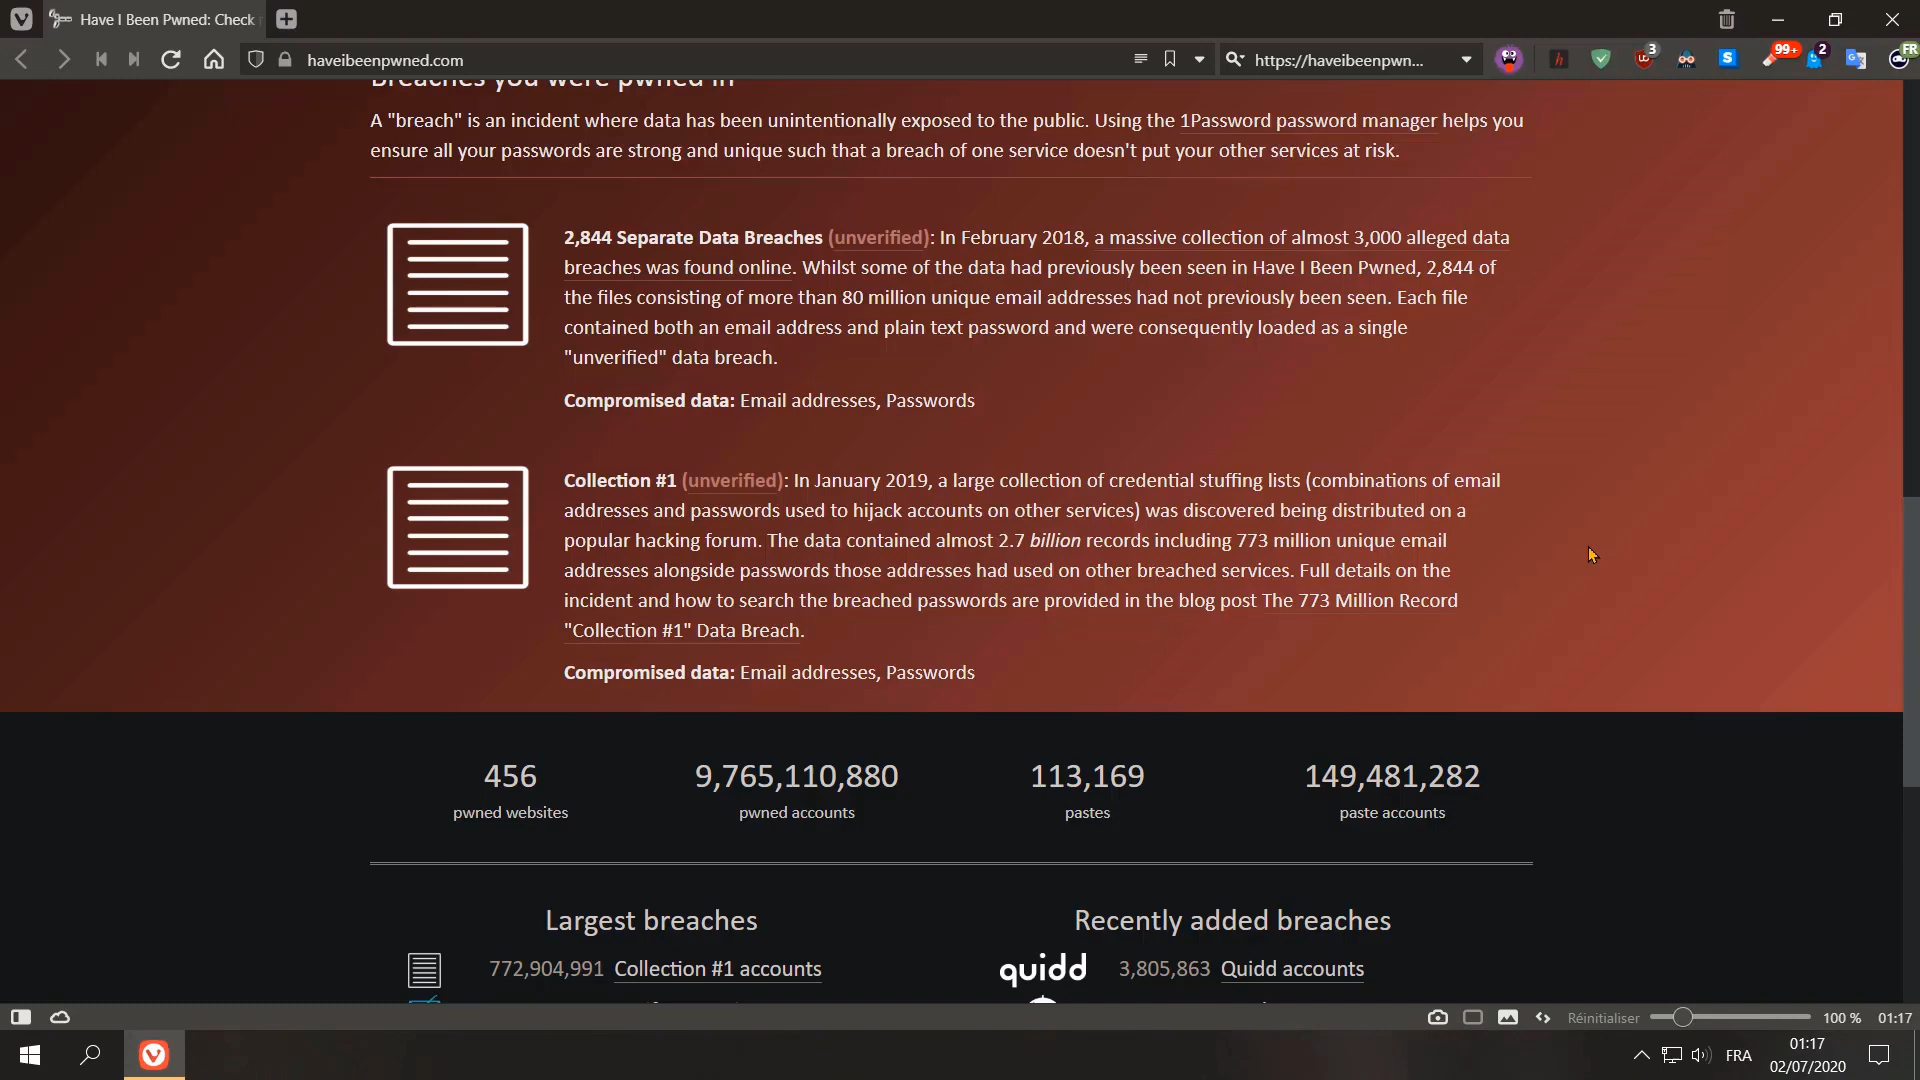 Have I Been Pwned: Check
haveibeenpwned.com
https://haveibeenpwn...
3
99+
2
FR
Breaches you were pwned in
A "breach" is an incident where data has been unintentionally exposed to the public. Using the 1Password password manager helps you
ensure all your passwords are strong and unique such that a breach of one service doesn't put your other services at risk.
2,844 Separate Data Breaches (unverified): In February 2018, a massive collection of almost 3,000 alleged data
breaches was found online. Whilst some of the data had previously been seen in Have I Been Pwned, 2,844 of
the files consisting of more than 80 million unique email addresses had not previously been seen. Each file
contained both an email address and plain text password and were consequently loaded as a single
"unverified" data breach.
Compromised data: Email addresses, Passwords
Collection #1 (unverified): In January 2019, a large collection of credential stuffing lists (combinations of email
addresses and passwords used to hijack accounts on other services) was discovered being distributed on a
popular hacking forum. The data contained almost 2.7 billion records including 773 million unique email
addresses alongside passwords those addresses had used on other breached services. Full details on the
incident and how to search the breached passwords are provided in the blog post The 773 Million Record
"Collection #1" Data Breach.
Compromised data: Email addresses, Passwords
456
pwned websites
9,765,110,880
pwned accounts
113,169
pastes
149,481,282
paste accounts
Largest breaches
772,904,991 Collection #1 accounts
Recently added breaches
quidd 3,805,863 Quidd accounts
Réinitialiser
100 %
01:17
FRA
01:17
02/07/2020